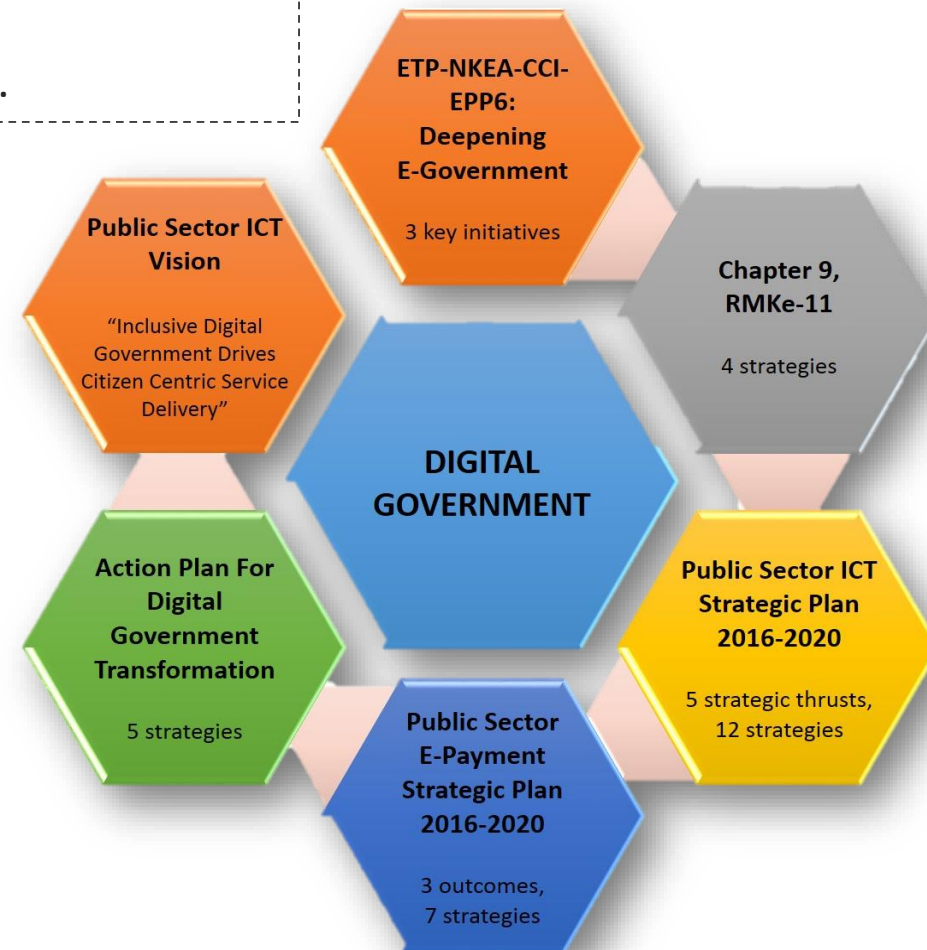 .
ETP-NKEA-CCI-
EPP6:
Deepening
E-Government
3 key initiatives
Public Sector ICT
Vision
“Inclusive Digital
Government Drives
Citizen Centric Service
Delivery”
Chapter 9,
RMKe-11
4 strategies
DIGITAL
GOVERNMENT
Action Plan For
Digital
Government
Transformation
5 strategies
Public Sector ICT
Strategic Plan
2016-2020
5 strategic thrusts,
12 strategies
Public Sector
E-Payment
Strategic Plan
2016-2020
3 outcomes,
7 strategies